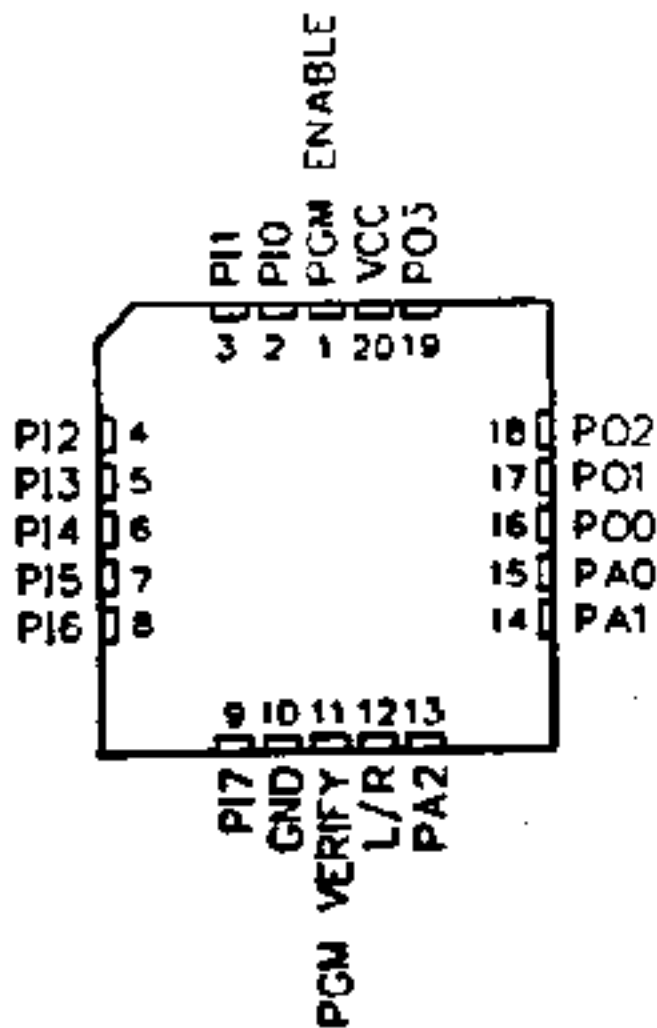 PI1 PI0 PGM ENABLE VCC PO3
3 2 1 20 19
PI2 4 18 PO2
PI3 5 17 PO1
PI4 6 16 PO0
PI5 7 15 PA0
PI6 8 14 PA1
9 10 11 12 13
PI7 GND PGM VERIFY L/R PA2